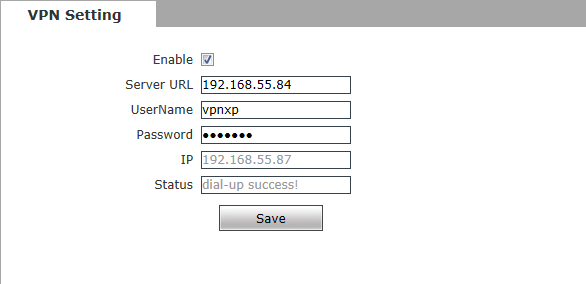 VPN Setting
Enable
Server URL 192.168.55.84
UserName vpnxp
Password ●●●●●●●
IP 192.168.55.87
Status dial-up success!
Save